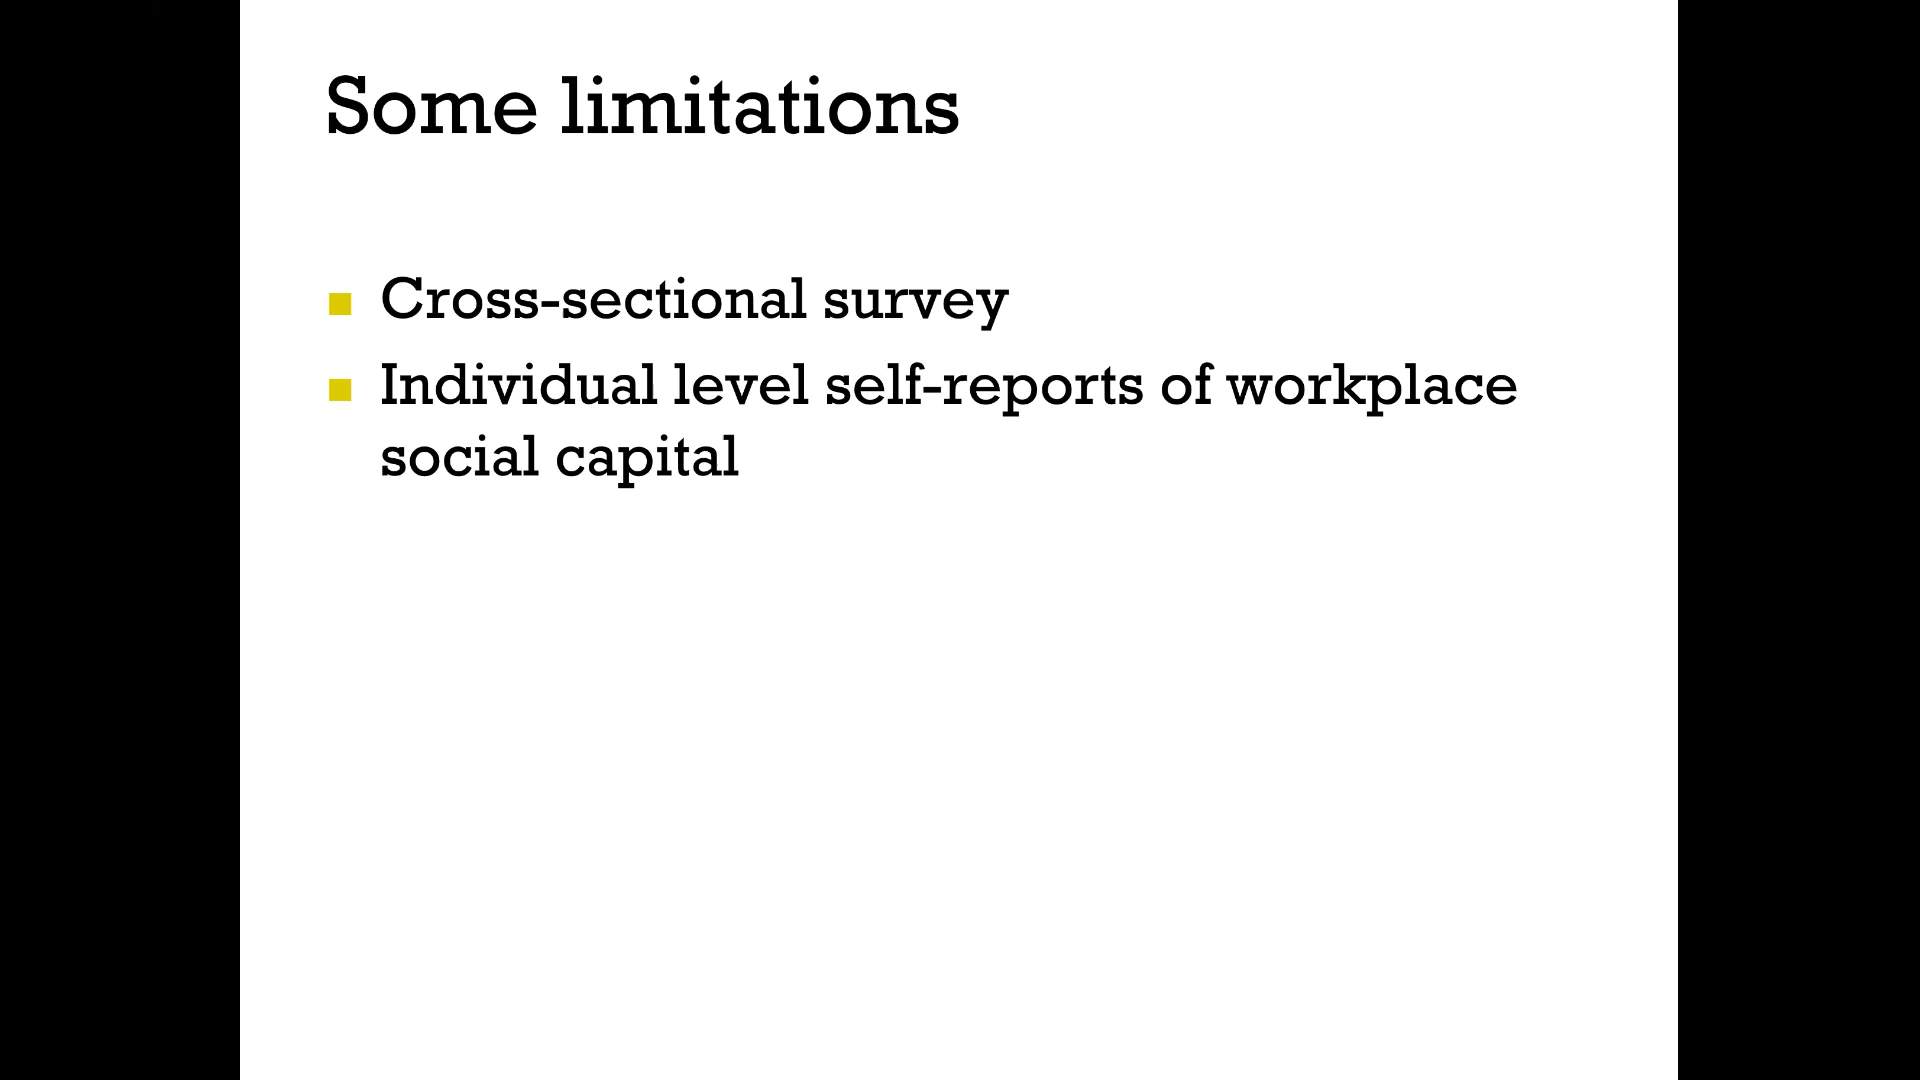 Some limitations
Cross-sectional survey
Individual level self-reports of workplace
social capital